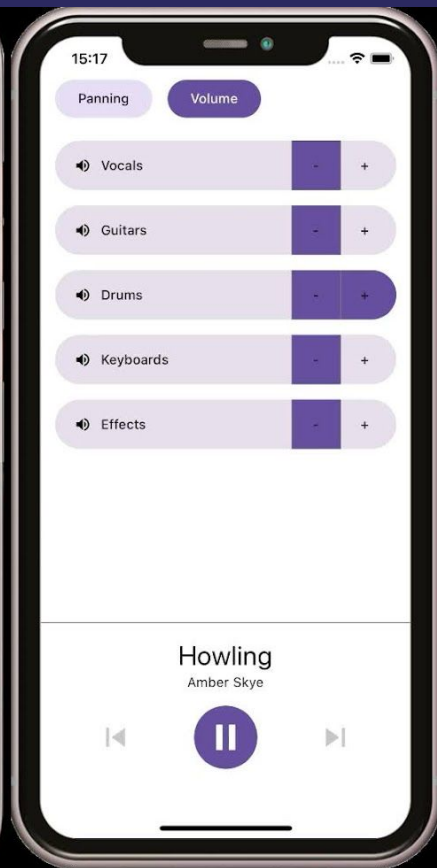 15:17
Panning Volume
Vocals - +
Guitars - +
Drums - +
Keyboards - +
Effects - +
Howling
Amber Skye